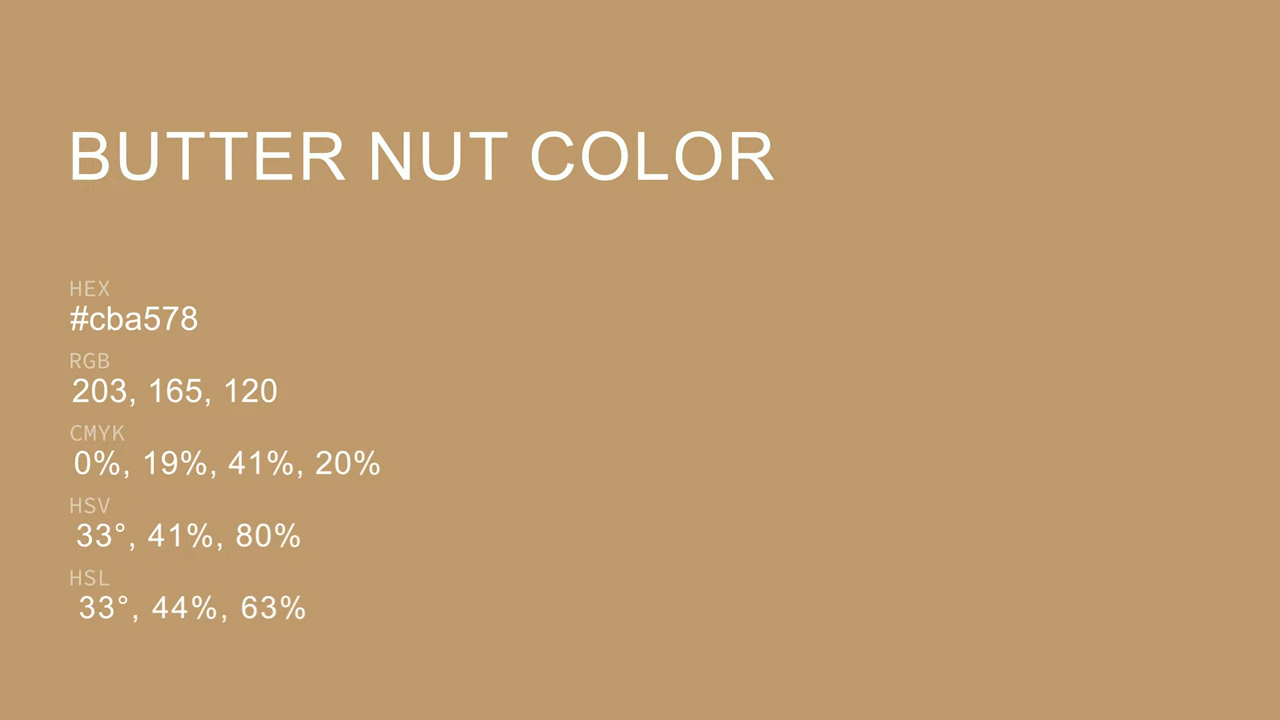 BUTTER NUT COLOR
HEX
#cba578
RGB
203, 165, 120
CMYK
0%, 19%, 41%, 20%
HSV
33°, 41%, 80%
HSL
33°, 44%, 63%